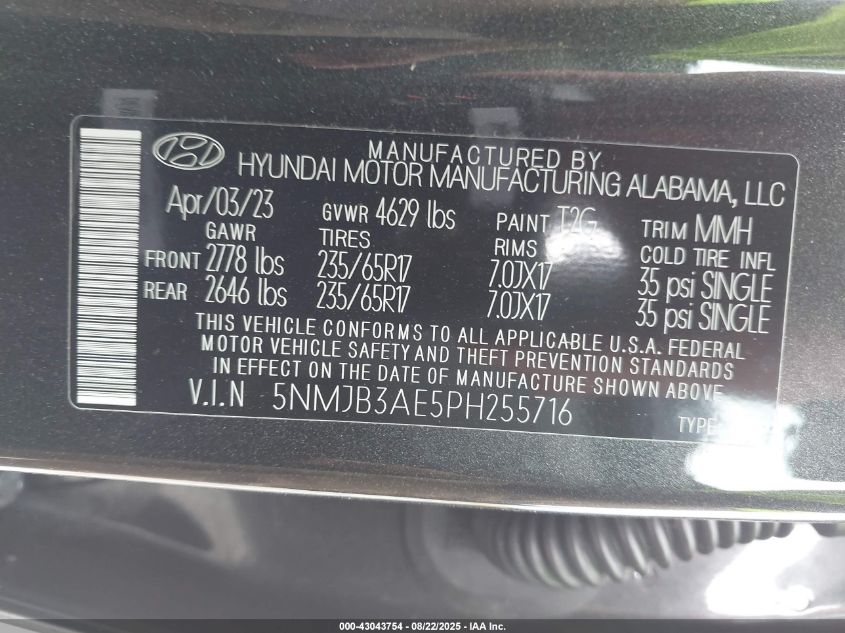 MANUFACTURED BY
HYUNDAI MOTOR MANUFACTURING ALABAMA, LLC
Apr/03/23 GVWR 4629 lbs PAINT T2G TRIM MMH
GAWR TIRES RIMS COLD TIRE INFL
FRONT 2778 lbs 235/65R17 7.0JX17 35 psi SINGLE
REAR 2646 lbs 235/65R17 7.0JX17 35 psi SINGLE
THIS VEHICLE CONFORMS TO ALL APPLICABLE U.S.A. FEDERAL
MOTOR VEHICLE SAFETY AND THEFT PREVENTION STANDARDS
IN EFFECT ON THE DATE OF MANUFACTURE SHOWN ABOVE
V.I.N 5NMJB3AE5PH255716
TYPE
000-43043754 - 08/22/2025 - IAA Inc.